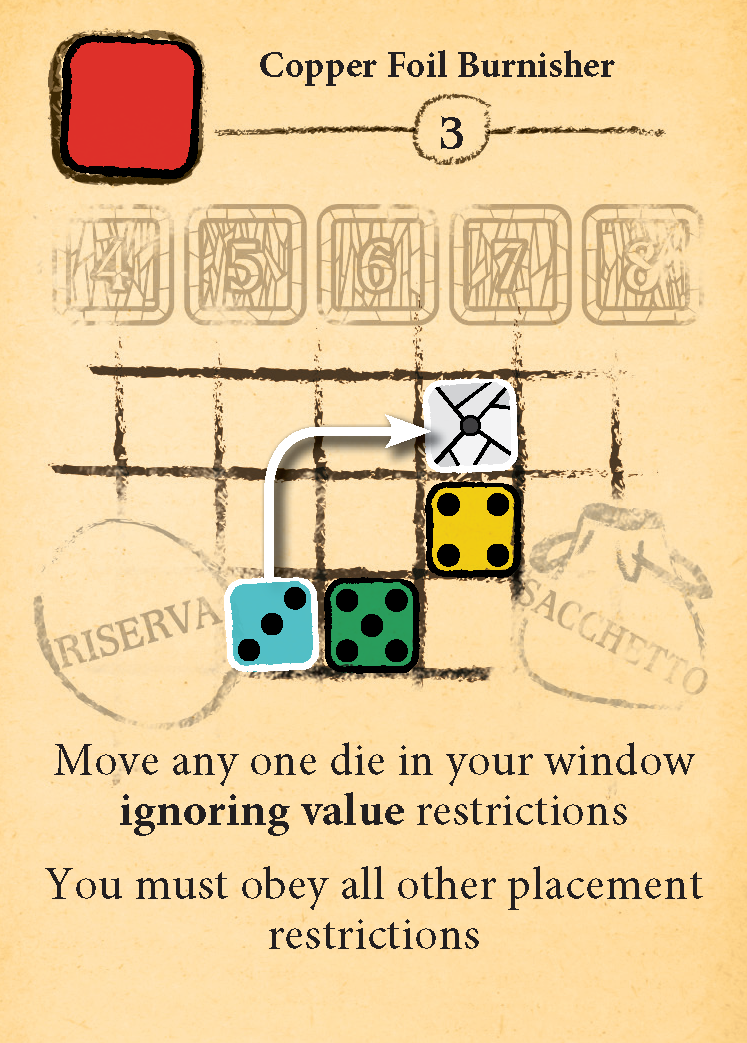 Copper Foil Burnisher
3
4 5 6 7 8
RISERVA
SACCHETTO
Move any one die in your window
ignoring value restrictions
You must obey all other placement
restrictions